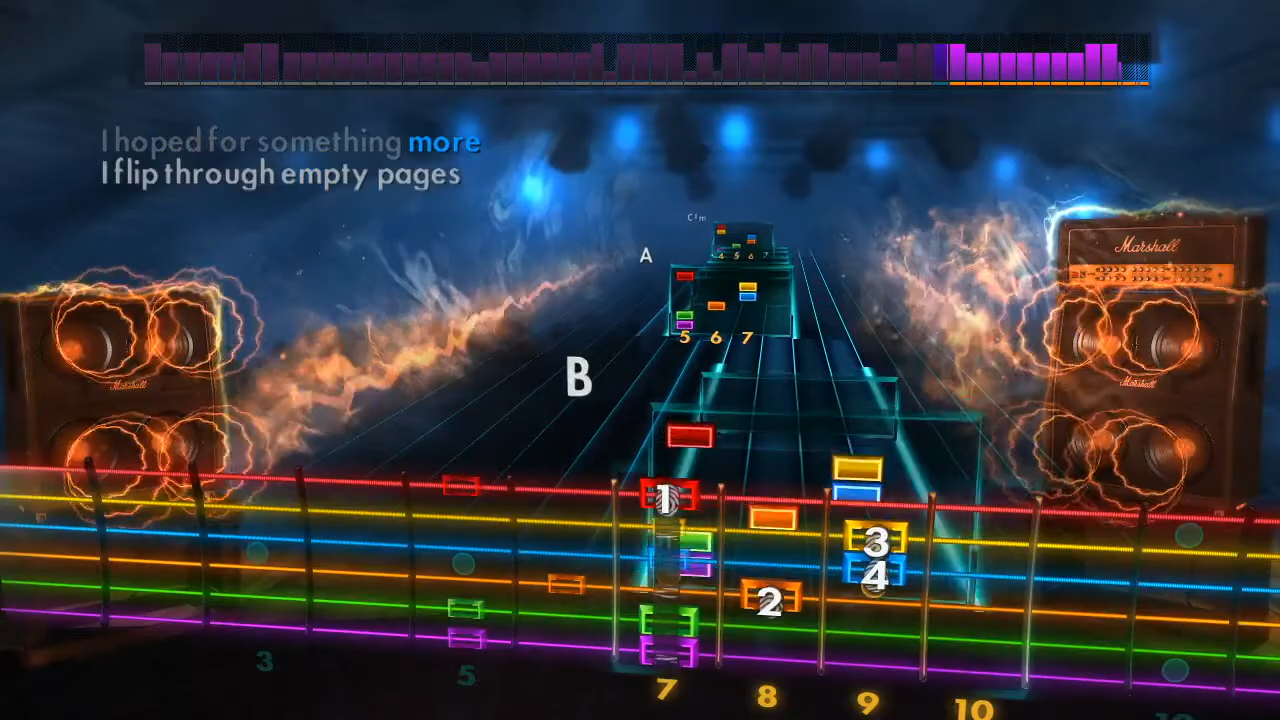 I hoped for something more
I flip through empty pages
C♯m
A
B
4 5 6 7
5 6 7
Marshall
Marshall
Marshall
1
3
4
2
3 5 7 8 9 10